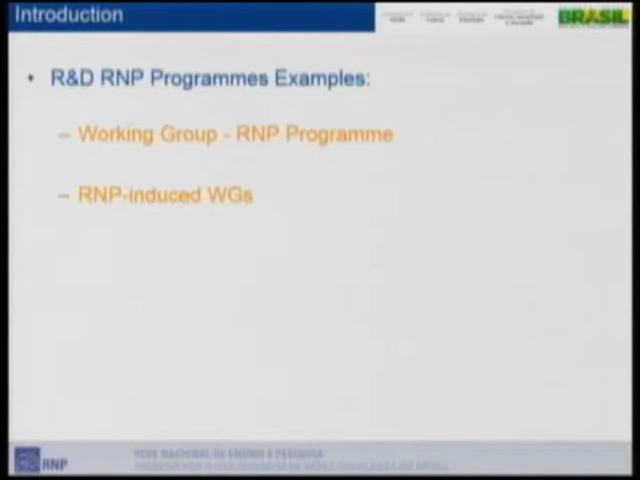 Introduction
BRASIL
• R&D RNP Programmes Examples:
– Working Group - RNP Programme
– RNP-induced WGs
RNP
REDE NACIONAL DE ENSINO E PESQUISA